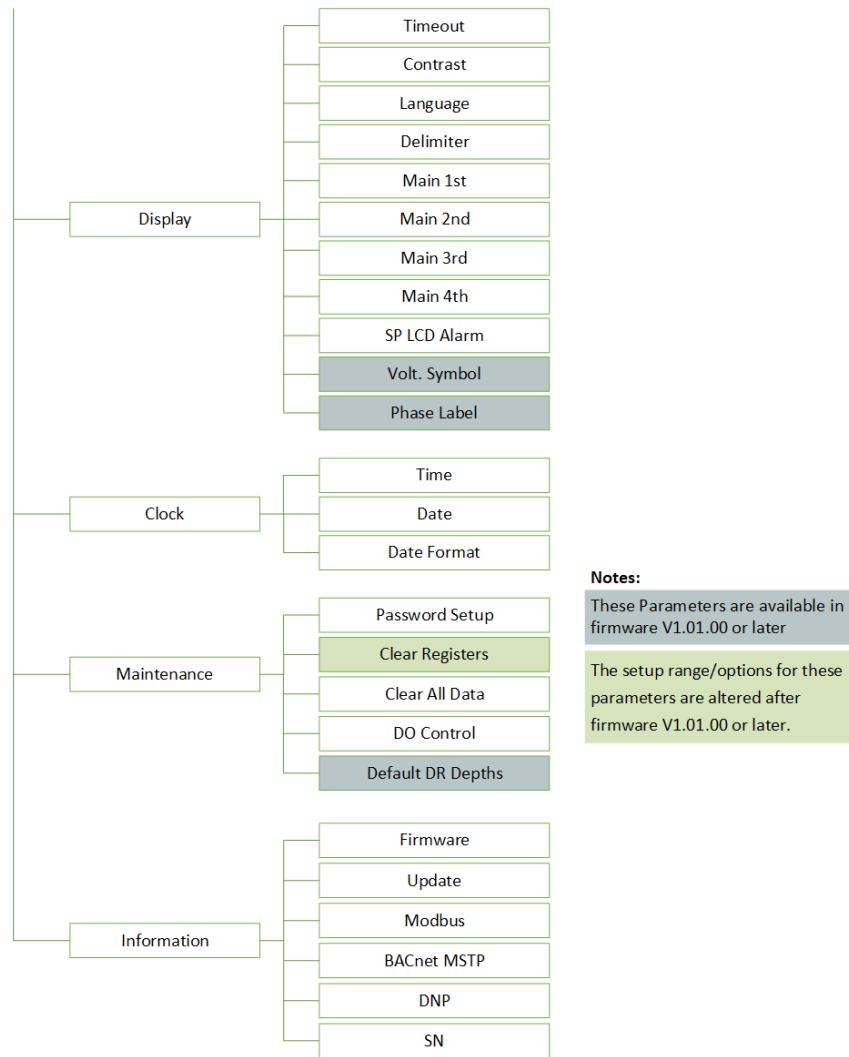 Timeout
Contrast
Language
Delimiter
Main 1st
Display
Main 2nd
Main 3rd
Main 4th
SP LCD Alarm
Volt. Symbol
Phase Label
Time
Clock
Date
Date Format
Notes:
These Parameters are available in
firmware V1.01.00 or later
The setup range/options for these
parameters are altered after
firmware V1.01.00 or later.
Password Setup
Clear Registers
Maintenance
Clear All Data
DO Control
Default DR Depths
Firmware
Update
Modbus
Information
BACnet MSTP
DNP
SN